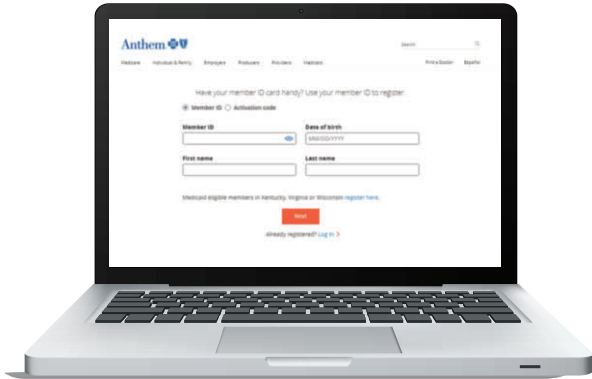 Anthem
Search
Medicare Individual & Family Employers Producers Providers Medicaid Find a Doctor Español
Have your member ID card handy? Use your member ID to register.
Member ID Activation code
Member ID Date of birth
MM/DD/YYYY
First name Last name
Medicaid eligible members in Kentucky, Virginia or Wisconsin register here.
Next
Already registered? Log in >